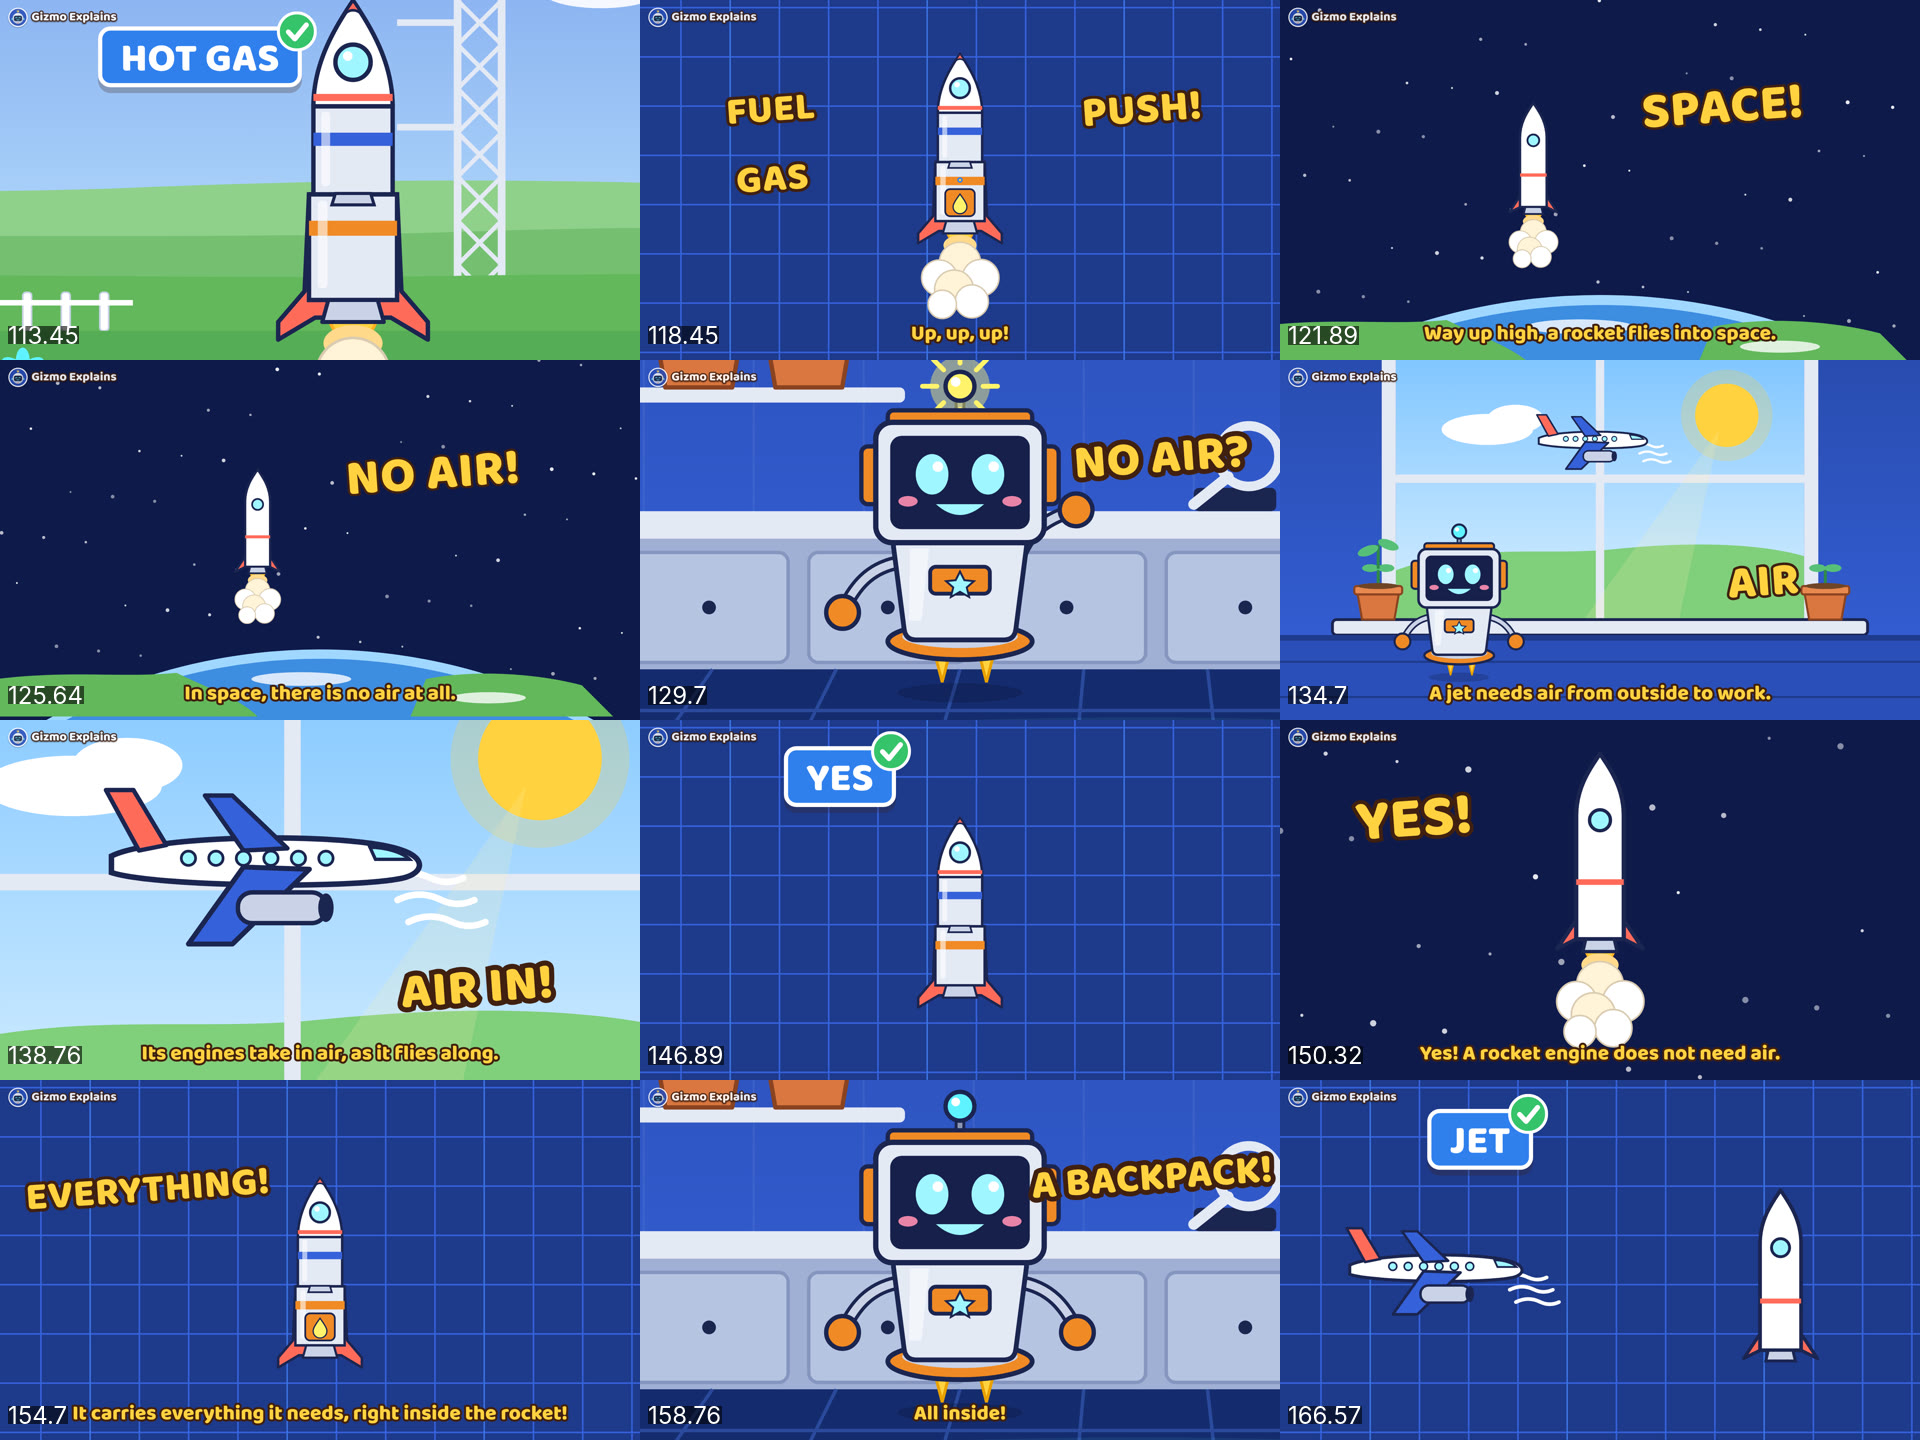 Gizmo Explains
HOT GAS
113.45
Gizmo Explains
FUEL
PUSH!
GAS
118.45
Up, up, up!
Gizmo Explains
SPACE!
121.89
Way up high, a rocket flies into space.
Gizmo Explains
NO AIR!
125.64
In space, there is no air at all.
Gizmo Explains
NO AIR?
129.7
Gizmo Explains
AIR
134.7
A jet needs air from outside to work.
Gizmo Explains
AIR IN!
138.76
Its engines take in air, as it flies along.
Gizmo Explains
YES
146.89
Gizmo Explains
YES!
150.32
Yes! A rocket engine does not need air.
Gizmo Explains
EVERYTHING!
154.7
It carries everything it needs, right inside the rocket!
Gizmo Explains
A BACKPACK!
158.76
All inside!
Gizmo Explains
JET
166.57